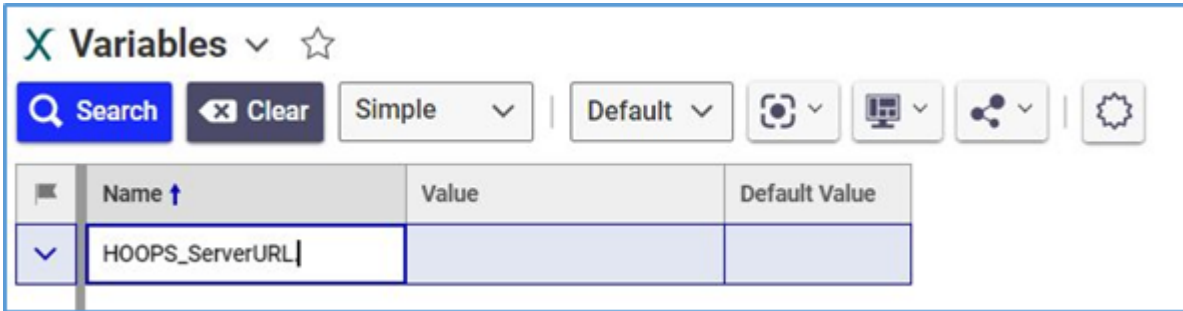 Variables
Search Clear Simple Default
Name Value Default Value
HOOPS_ServerURL